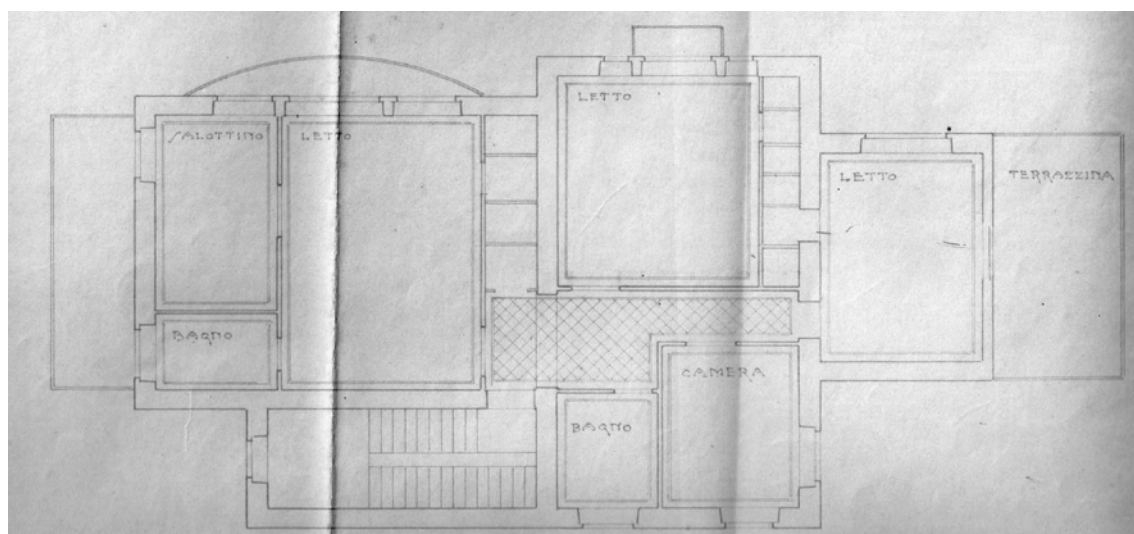 LETTO
SALOTTINO
LETTO
LETTO
TERRAZZINA
BAGNO
CAMERA
BAGNO